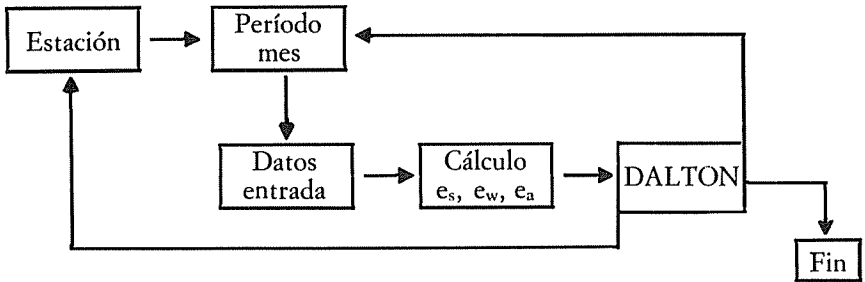 Estación
Período
mes
Datos
entrada
Cálculo
es, ew, ea
DALTON
Fin